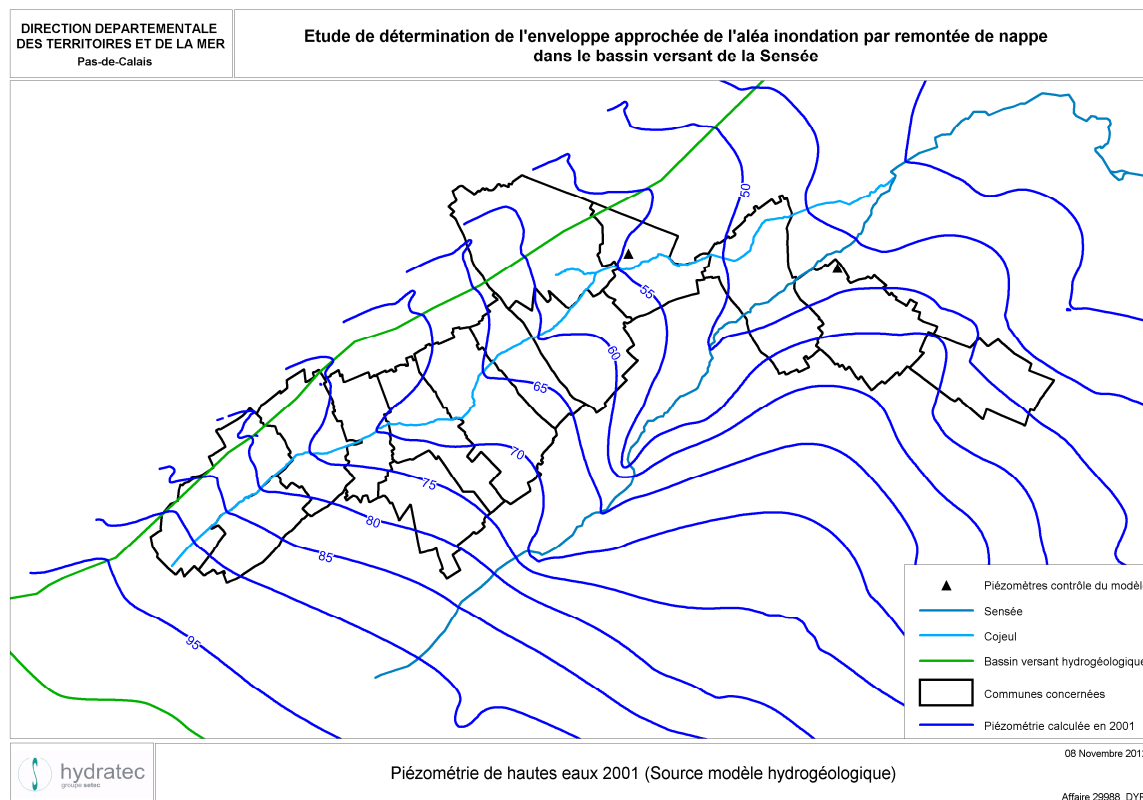 DIRECTION DEPARTEMENTALE
DES TERRITOIRES ET DE LA MER
Pas-de-Calais
Etude de détermination de l'enveloppe approchée de l'aléa inondation par remontée de nappe
dans le bassin versant de la Sensée
50
55
60
65
70
75
80
85
95
Piézomètres contrôle du modèl
Sensée
Cojeul
Bassin versant hydrogéologique
Communes concernées
Piézométrie calculée en 2001
hydratec
groupe setec
Piézométrie de hautes eaux 2001 (Source modèle hydrogéologique)
08 Novembre 201
Affaire 29988_DYF